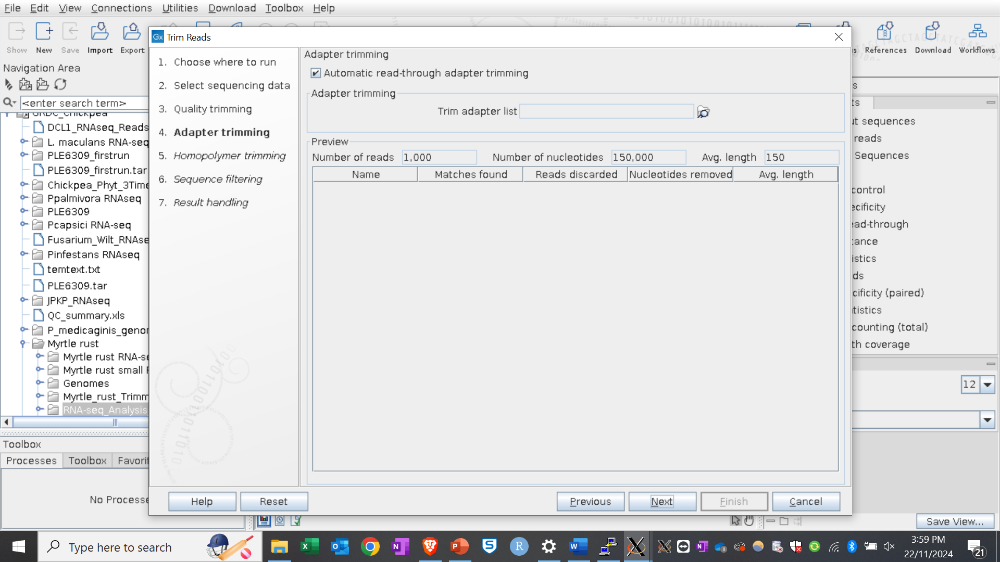 File Edit View Connections Utilities Download Toolbox Help
Show New Save Import Export
References Download Workflows
Gx Trim Reads
Navigation Area
<enter search term>
GRDC_chickpea
DCL1_RNAseq_Reads
L. maculans RNA-seq
PLE6309_firstrun
PLE6309_firstrun.tar
Chickpea_Phyt_3Time
Ppalmivora RNAseq
PLE6309
Pcapsici RNA-seq
Fusarium_Wilt_RNAse
Pinfestans RNAseq
temtext.txt
PLE6309.tar
JPKP_RNAseq
QC_summary.xls
P_medicaginis_genor
Myrtle rust
Myrtle rust RNA-se
Myrtle rust small
Genomes
Myrtle_rust_Trimm
RNA-seq_Analysis
Toolbox
Processes Toolbox Favori
No Processe
1. Choose where to run
2. Select sequencing data
3. Quality trimming
4. Adapter trimming
5. Homopolymer trimming
6. Sequence filtering
7. Result handling
Adapter trimming
Automatic read-through adapter trimming
Adapter trimming
Trim adapter list
Preview
Number of reads 1,000 Number of nucleotides 150,000 Avg. length 150
Name Matches found Reads discarded Nucleotides removed Avg. length
Help Reset Previous Next Finish Cancel
s
ts
ut sequences
reads
Sequences
control
ecificity
ead-through
tance
istics
ds
cificity (paired)
tistics
counting (total)
th coverage
12
Save View...
Type here to search
3:59 PM
22/11/2024
21